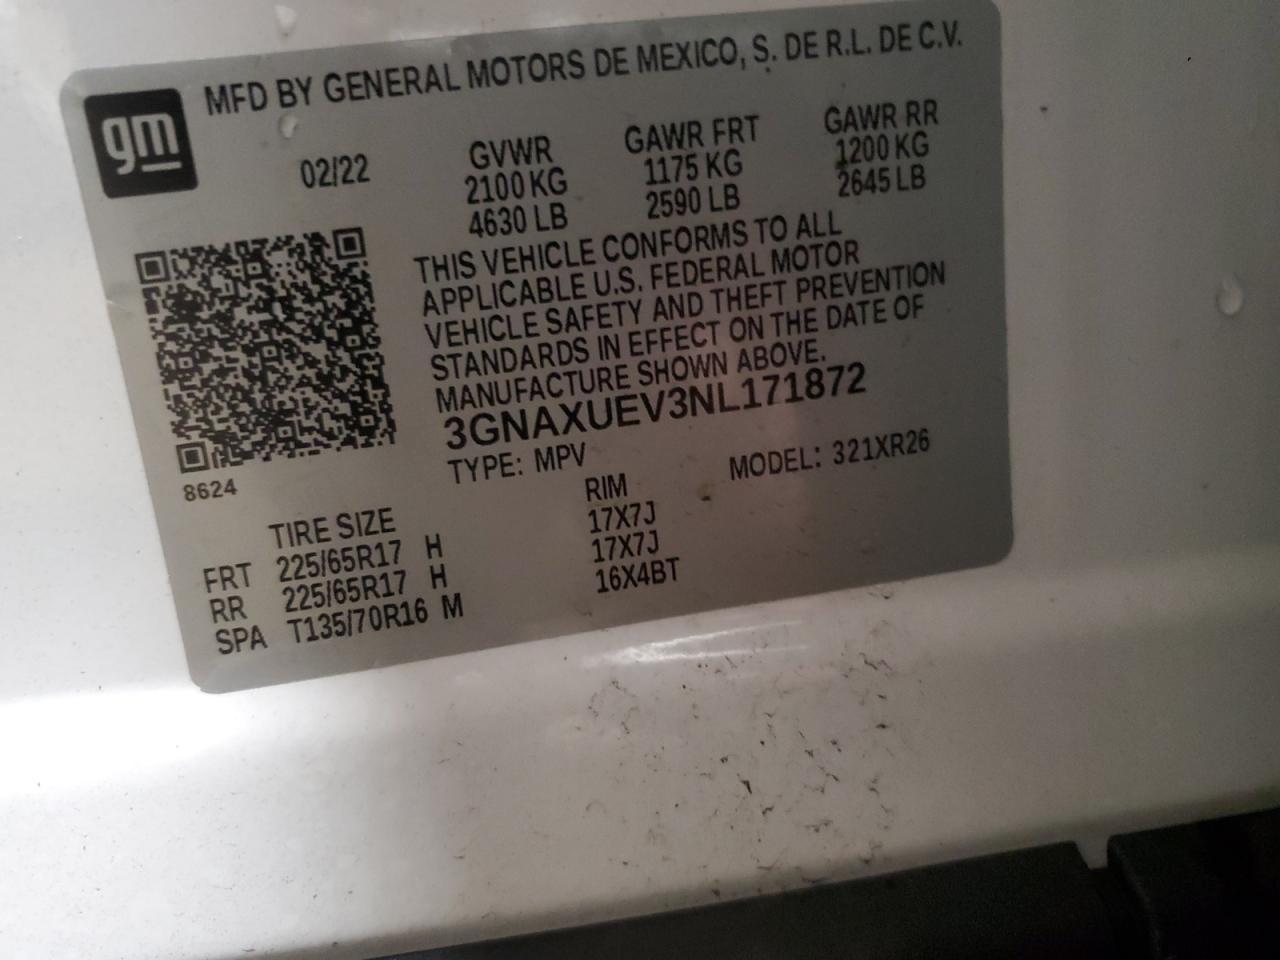 gm
MFD BY GENERAL MOTORS DE MEXICO, S. DE R.L. DE C.V.
02/22
GVWR
2100 KG
4630 LB
GAWR FRT
1175 KG
2590 LB
GAWR RR
1200 KG
2645 LB
THIS VEHICLE CONFORMS TO ALL
APPLICABLE U.S. FEDERAL MOTOR
VEHICLE SAFETY AND THEFT PREVENTION
STANDARDS IN EFFECT ON THE DATE OF
MANUFACTURE SHOWN ABOVE.
3GNAXUEV3NL171872
TYPE: MPV MODEL: 321XR26
8624
TIRE SIZE RIM
FRT 225/65R17 H 17X7J
RR 225/65R17 H 17X7J
SPA T135/70R16 M 16X4BT